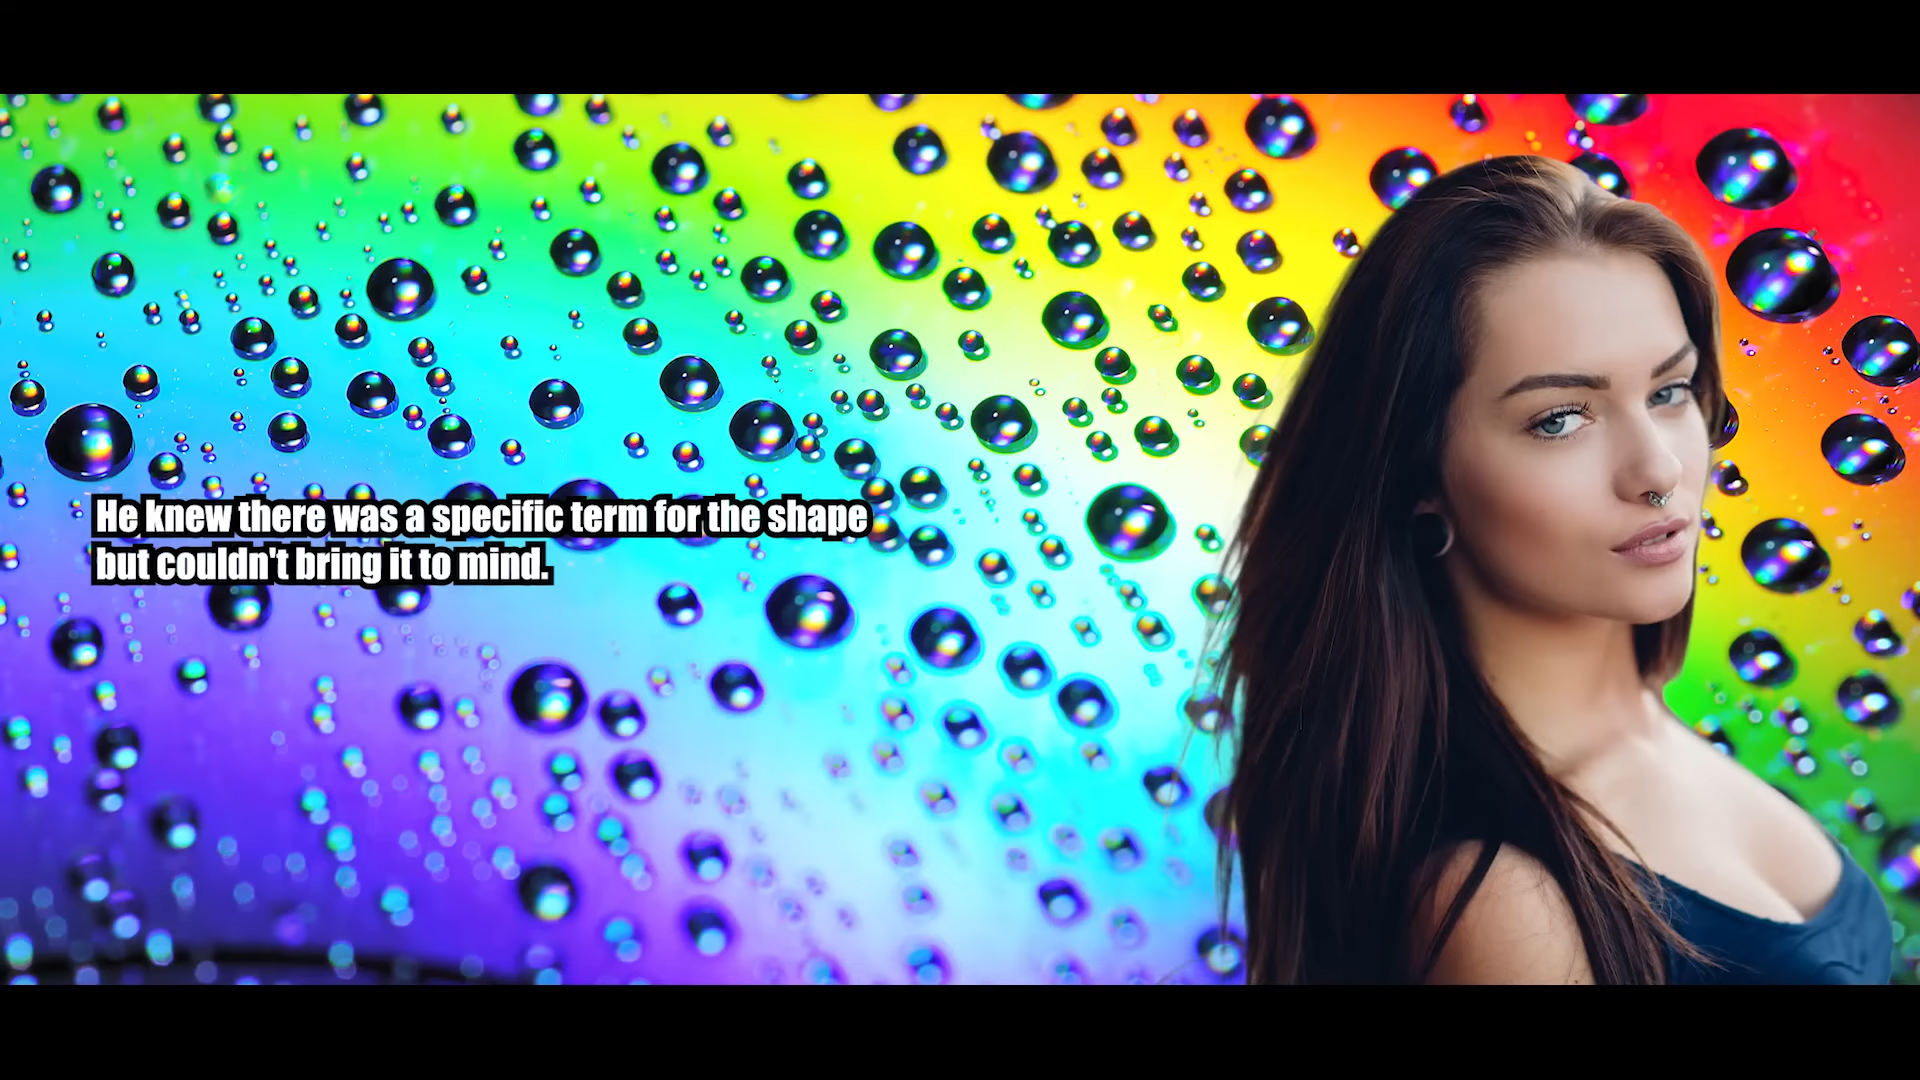 He knew there was a specific term for the shape
but couldn't bring it to mind.